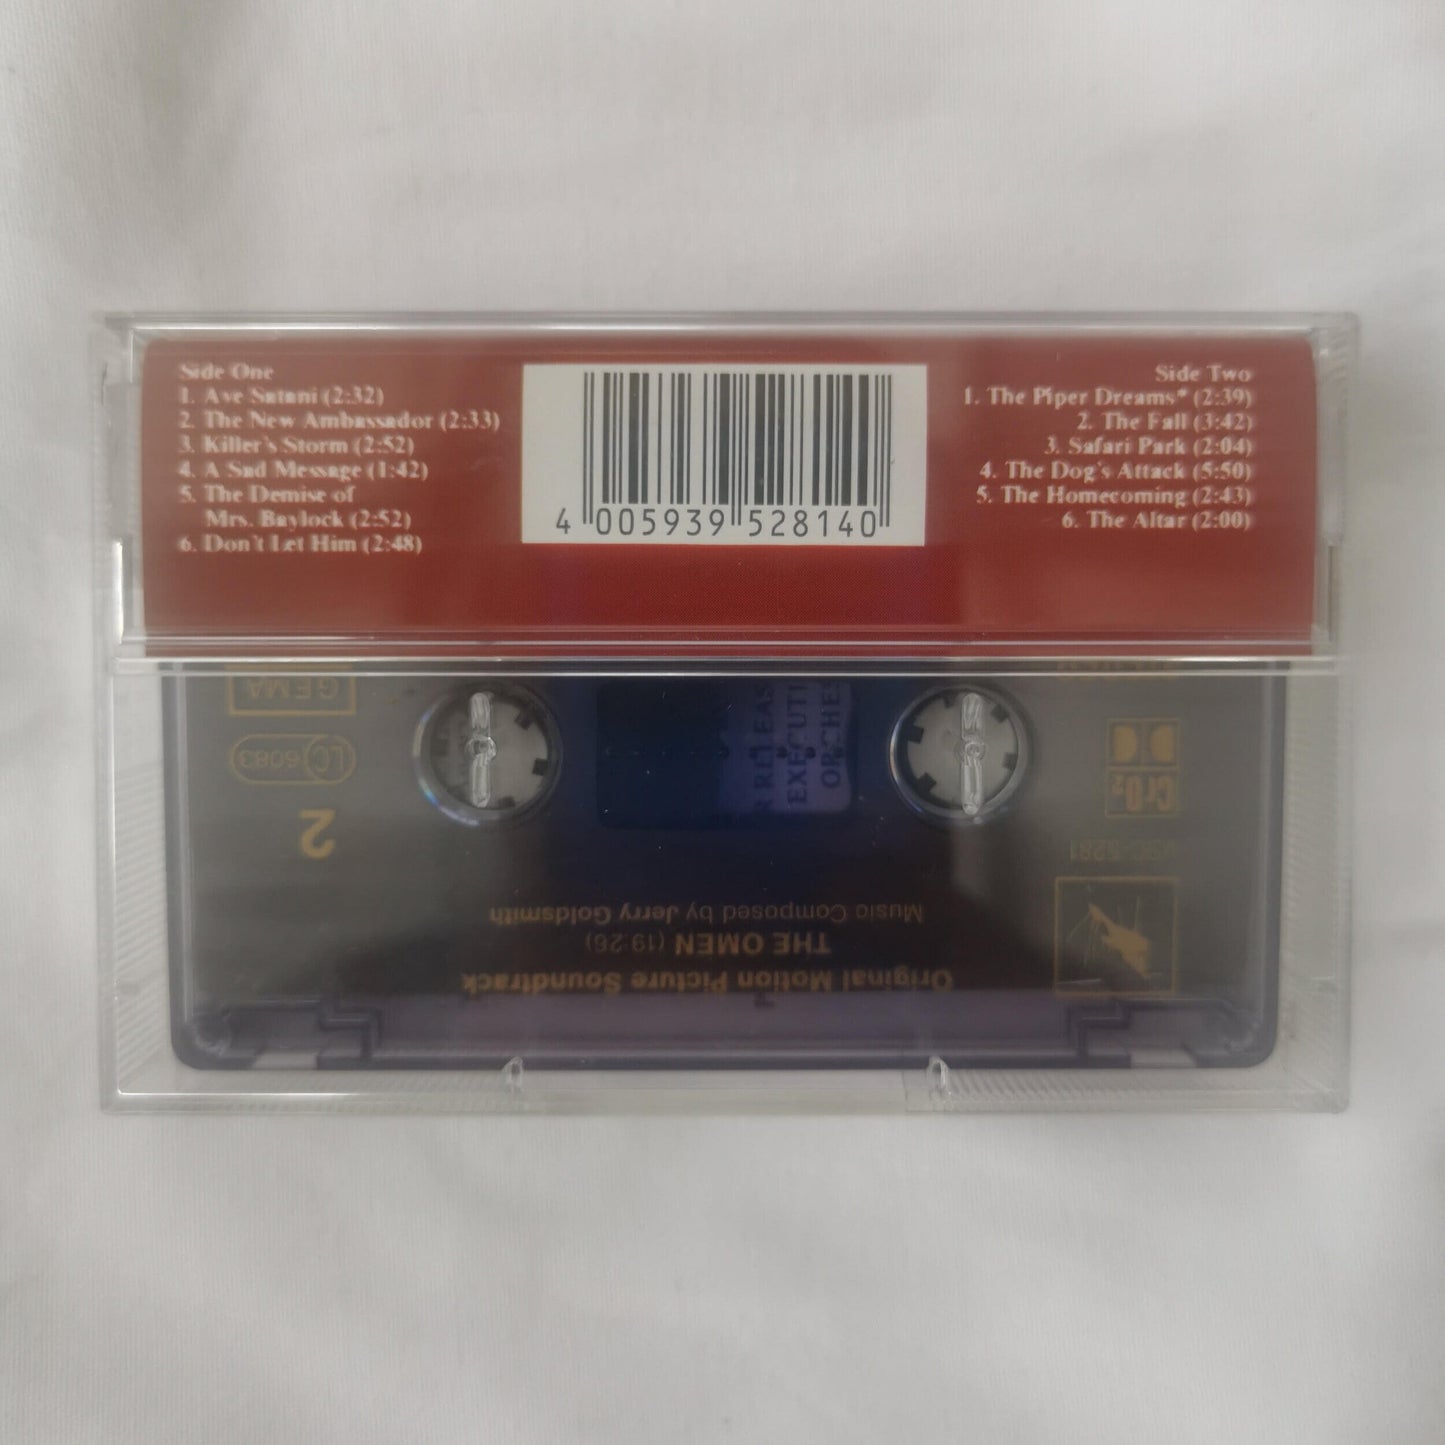 Side One
1. Ave Satani (2:32)
2. The New Ambassador (2:33)
3. Killer's Storm (2:52)
4. A Sad Message (1:42)
5. The Demise of
Mrs. Baylock (2:52)
6. Don't Let Him (2:48)
4 005939 528140
Side Two
1. The Piper Dreams* (2:39)
2. The Fall (3:42)
3. Safari Park (2:04)
4. The Dog's Attack (5:50)
5. The Homecoming (2:43)
6. The Altar (2:00)
Original Motion Picture Soundtrack
THE OMEN (19:26)
Music Composed by Jerry Goldsmith
5281
CrO2
2
LC 6083
GEMA
EXECUTI
ORCHES